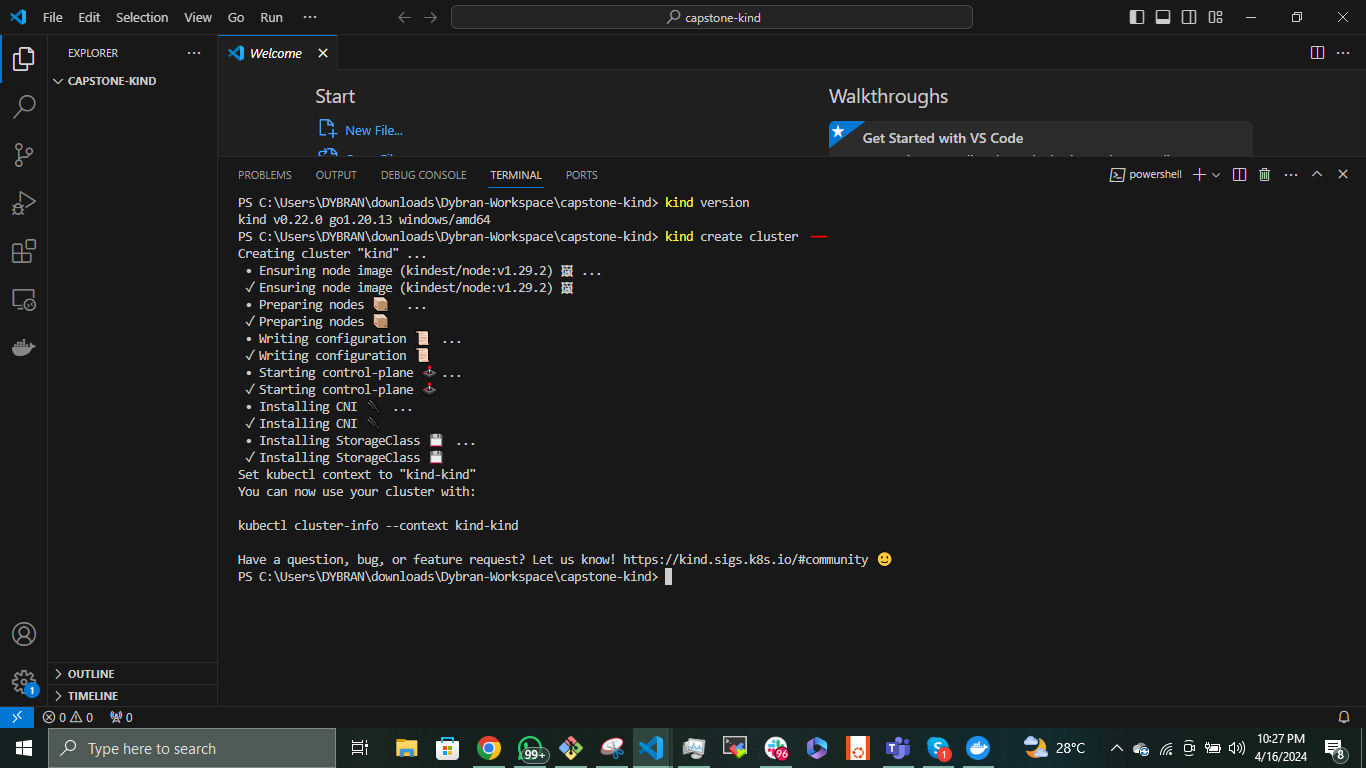 File Edit Selection View Go Run ···
capstone-kind
EXPLORER ···
CAPSTONE-KIND
Welcome
Start
New File...
Walkthroughs
Get Started with VS Code
PROBLEMS OUTPUT DEBUG CONSOLE TERMINAL PORTS
powershell
PS C:\Users\DYBRAN\downloads\Dybran-Workspace\capstone-kind> kind version
kind v0.22.0 go1.20.13 windows/amd64
PS C:\Users\DYBRAN\downloads\Dybran-Workspace\capstone-kind> kind create cluster
Creating cluster "kind" ...
• Ensuring node image (kindest/node:v1.29.2) 🖼 ...
✓ Ensuring node image (kindest/node:v1.29.2) 🖼
• Preparing nodes 📦 ...
✓ Preparing nodes 📦
• Writing configuration 📜 ...
✓ Writing configuration 📜
• Starting control-plane 🕹️ ...
✓ Starting control-plane 🕹️
• Installing CNI 🔌 ...
✓ Installing CNI 🔌
• Installing StorageClass 💾 ...
✓ Installing StorageClass 💾
Set kubectl context to "kind-kind"
You can now use your cluster with:
kubectl cluster-info --context kind-kind
Have a question, bug, or feature request? Let us know! https://kind.sigs.k8s.io/#community 🙂
PS C:\Users\DYBRAN\downloads\Dybran-Workspace\capstone-kind>
1
OUTLINE
TIMELINE
0 0 0
Type here to search
99+
96
1
28°C
10:27 PM
4/16/2024
8